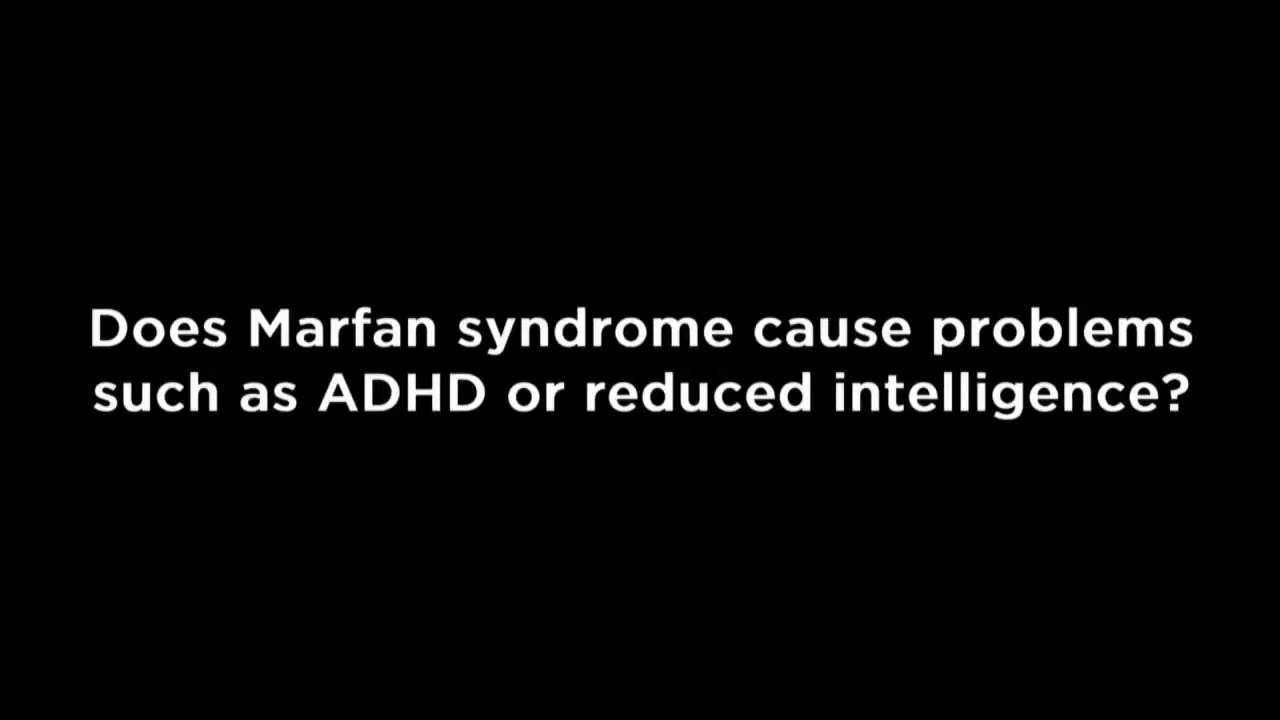 Does Marfan syndrome cause problems
such as ADHD or reduced intelligence?